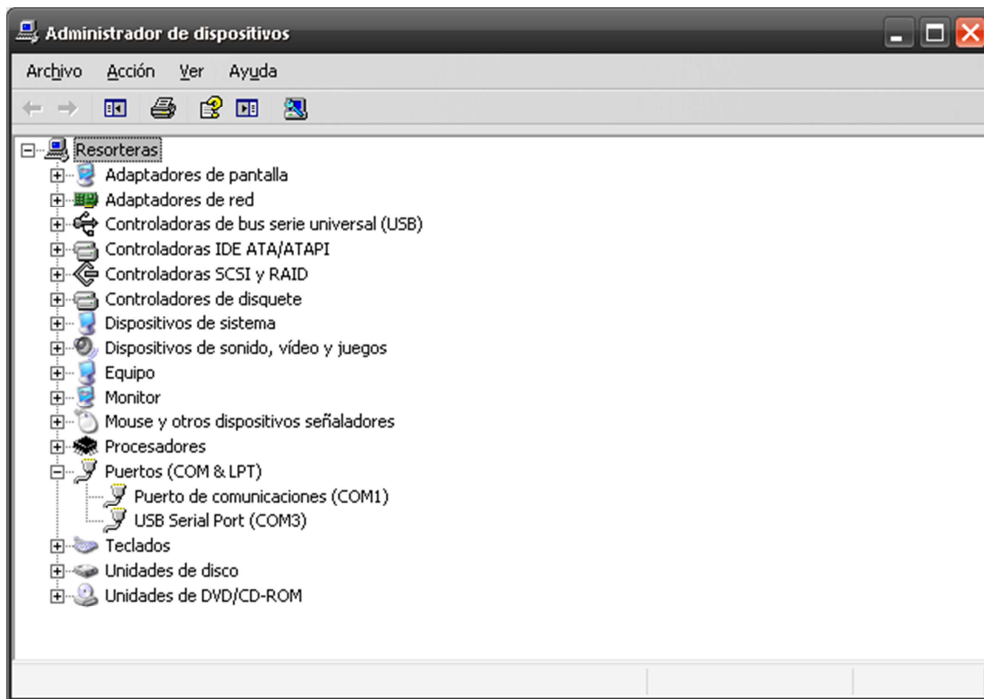 Administrador de dispositivos
Archivo Acción Ver Ayuda
Resorteras
Adaptadores de pantalla
Adaptadores de red
Controladoras de bus serie universal (USB)
Controladoras IDE ATA/ATAPI
Controladoras SCSI y RAID
Controladores de disquete
Dispositivos de sistema
Dispositivos de sonido, vídeo y juegos
Equipo
Monitor
Mouse y otros dispositivos señaladores
Procesadores
Puertos (COM & LPT)
Puerto de comunicaciones (COM1)
USB Serial Port (COM3)
Teclados
Unidades de disco
Unidades de DVD/CD-ROM